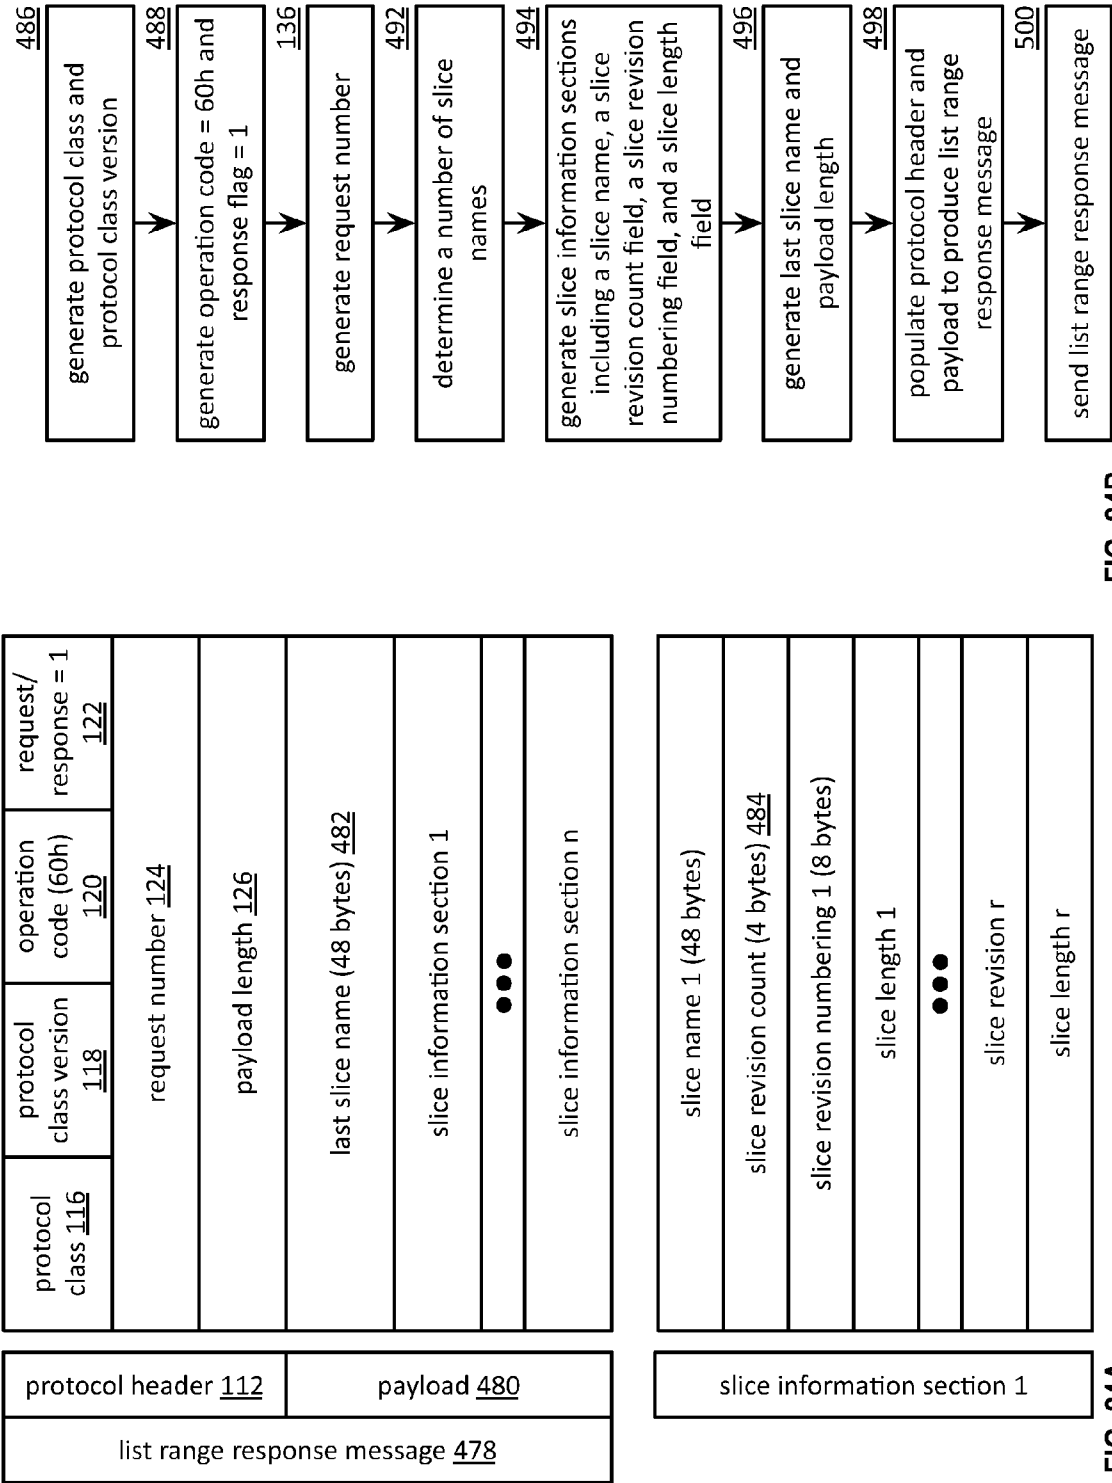 list range response message 478
protocol header 112
payload 480
protocol
class 116
protocol
class version
118
operation
code (60h)
120
request/
response = 1
122
request number 124
payload length 126
last slice name (48 bytes) 482
slice information section 1
slice information section n
slice information section 1
slice name 1 (48 bytes)
slice revision count (4 bytes) 484
slice revision numbering 1 (8 bytes)
slice length 1
slice revision r
slice length r
FIG.
486
generate protocol class and
protocol class version
488
generate operation code = 60h and
response flag = 1
136
generate request number
492
determine a number of slice
names
494
generate slice information sections
including a slice name, a slice
revision count field, a slice revision
numbering field, and a slice length
field
496
generate last slice name and
payload length
498
populate protocol header and
payload to produce list range
response message
500
send list range response message
FIG.